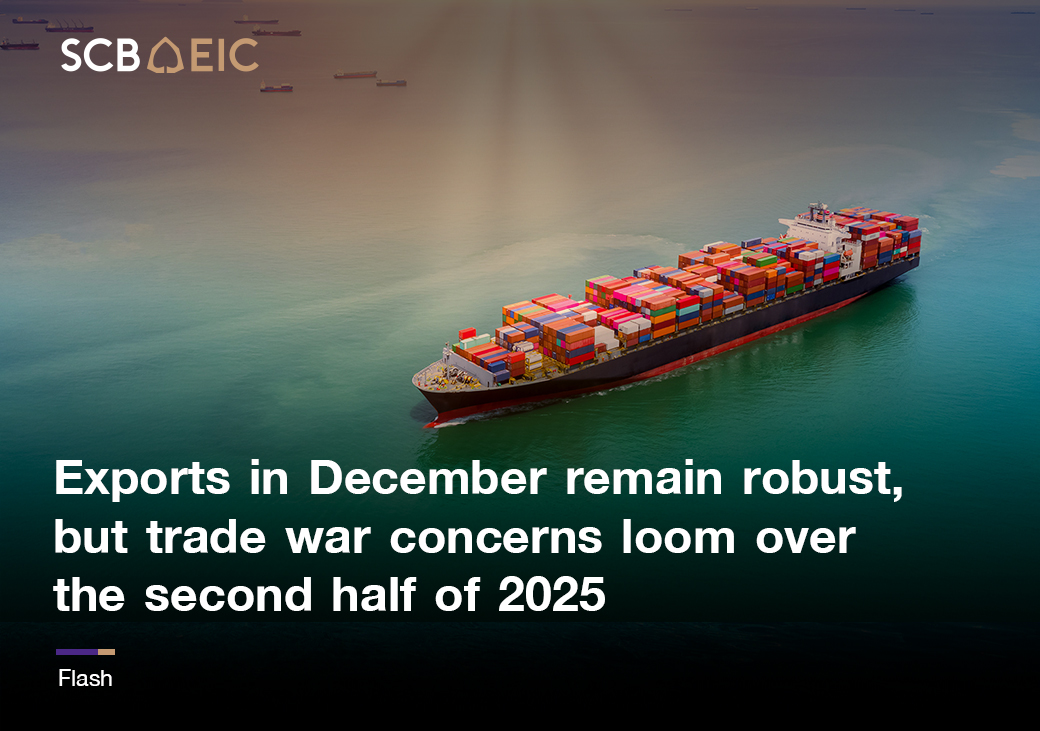 SCB EIC
Exports in December remain robust,
but trade war concerns loom over
the second half of 2025
Flash